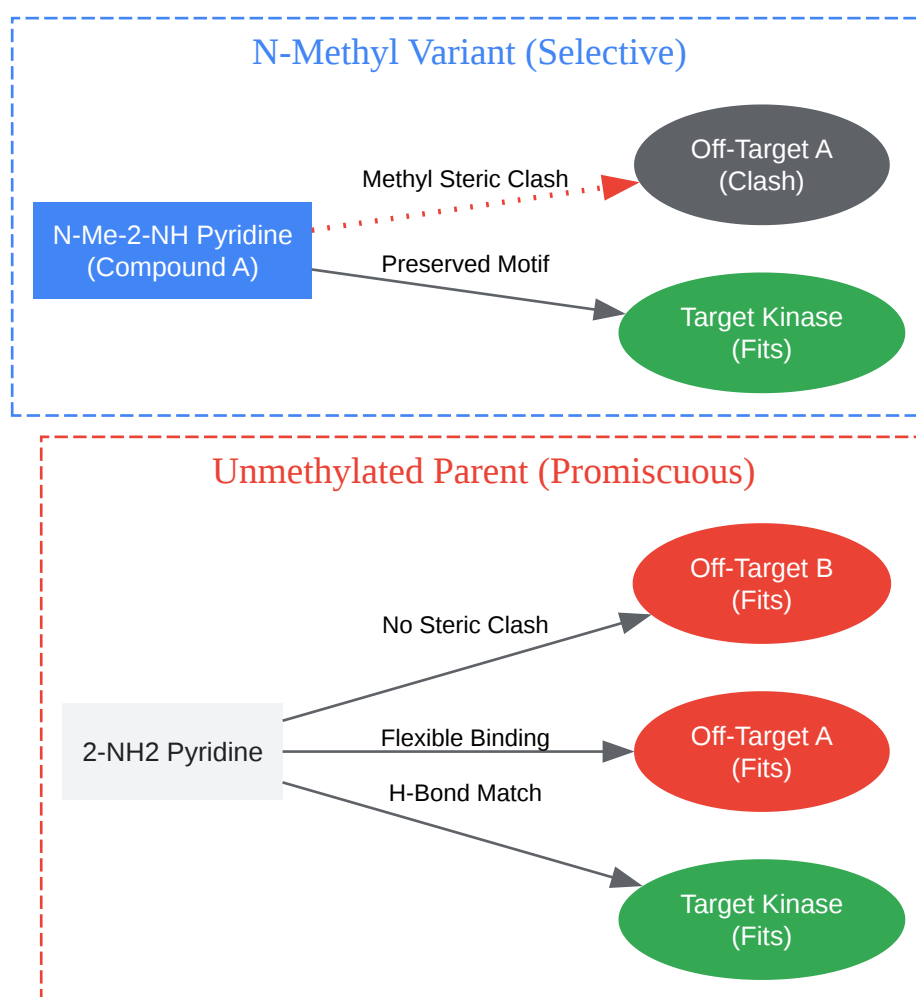 N-Methyl Variant (Selective)
Off-Target A
(Clash)
Methyl Steric Clash
N-Me-2-NH Pyridine
(Compound A)
Preserved Motif
Target Kinase
(Fits)
Unmethylated Parent (Promiscuous)
Off-Target B
(Fits)
No Steric Clash
2-NH2 Pyridine
Flexible Binding
Off-Target A
(Fits)
H-Bond Match
Target Kinase
(Fits)